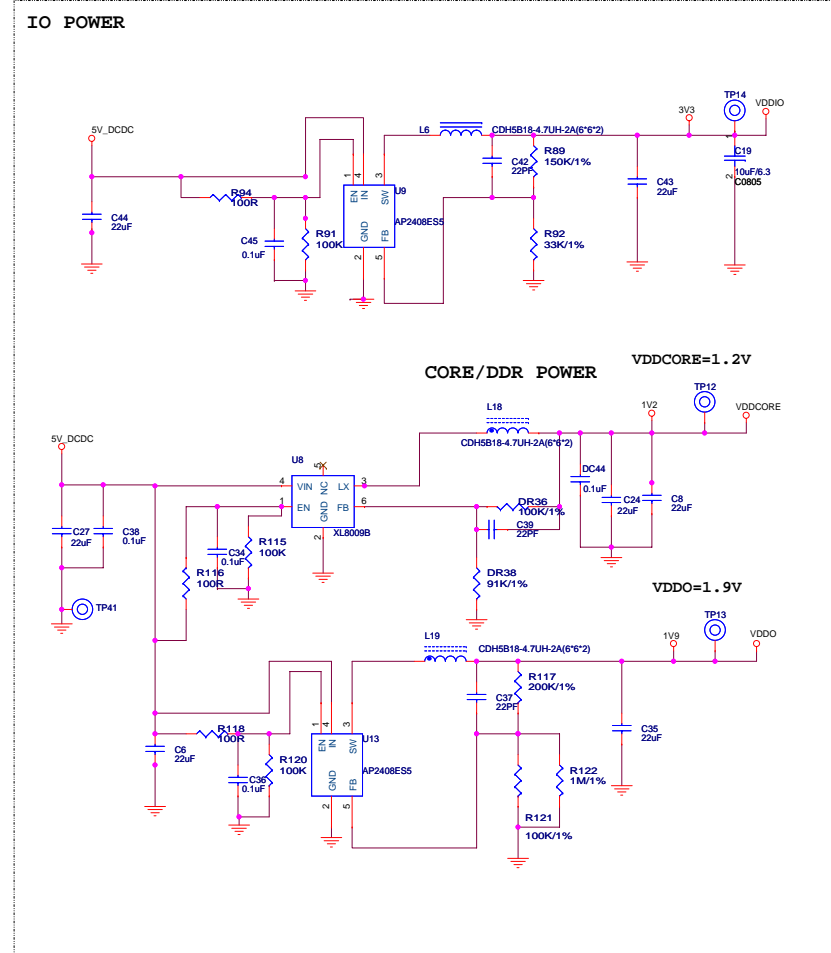 IO POWER
TP14
VDDIO
3V3
5V_DCDC
L6
CDH5B18-4.7UH-2A(6*6*2)
1
R89
150K/1%
C42
22PF
C19
10uF/6.3
C0805
2
C43
22uF
1
4
3
EN
IN
SW
U9
R94
100R
C44
22uF
AP2408ES5
R91
100K
C45
0.1uF
GND
FB
2
5
R92
33K/1%
VDDCORE=1.2V
CORE/DDR POWER
TP12
L18
1V2
VDDCORE
CDH5B18-4.7UH-2A(6*6*2)
5V_DCDC
U8
5
4
VIN
NC
LX
3
1
EN
GND
FB
6
2
XL8009B
DC44
0.1uF
C24
22uF
C8
22uF
DR36
100K/1%
C39
22PF
C27
22uF
C38
0.1uF
C34
0.1uF
R115
100K
R116
100R
DR38
91K/1%
VDDO=1.9V
TP41
TP13
L19
1V9
VDDO
CDH5B18-4.7UH-2A(6*6*2)
R117
200K/1%
C37
22PF
1
4
3
EN
IN
SW
U13
R118
100R
C35
22uF
C6
22uF
R120
100K
C36
0.1uF
AP2408ES5
GND
FB
2
5
R122
1M/1%
R121
100K/1%